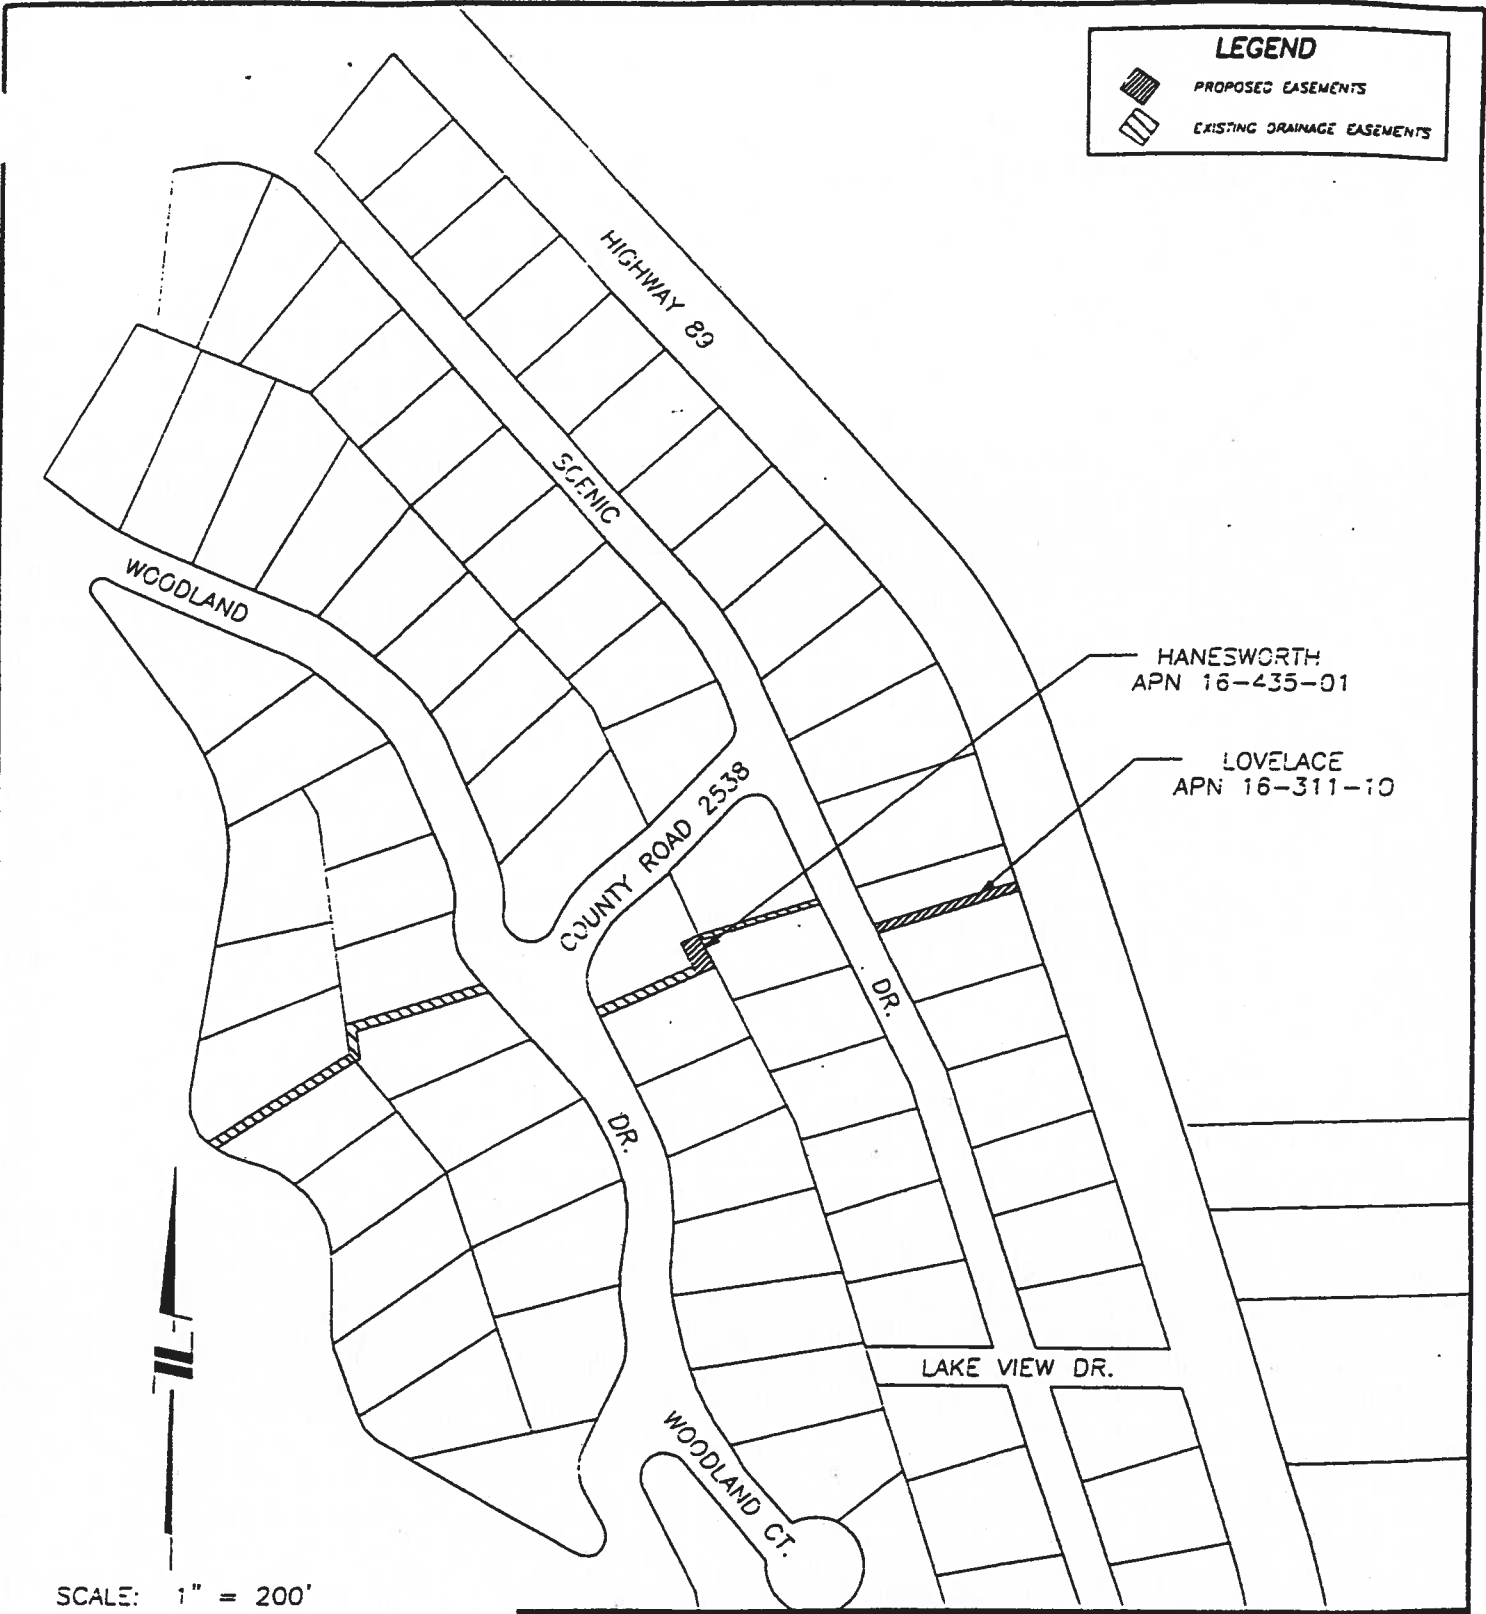 LEGEND
PROPOSED EASEMENTS
EXISTING DRAINAGE EASEMENTS
HIGHWAY 89
SCENIC
WOODLAND
HANESWORTH
APN 16-435-01
LOVELACE
APN 16-311-10
COUNTY ROAD 2538
DR.
DR.
LAKE VIEW DR.
WOODLAND CT.
SCALE: 1" = 200'